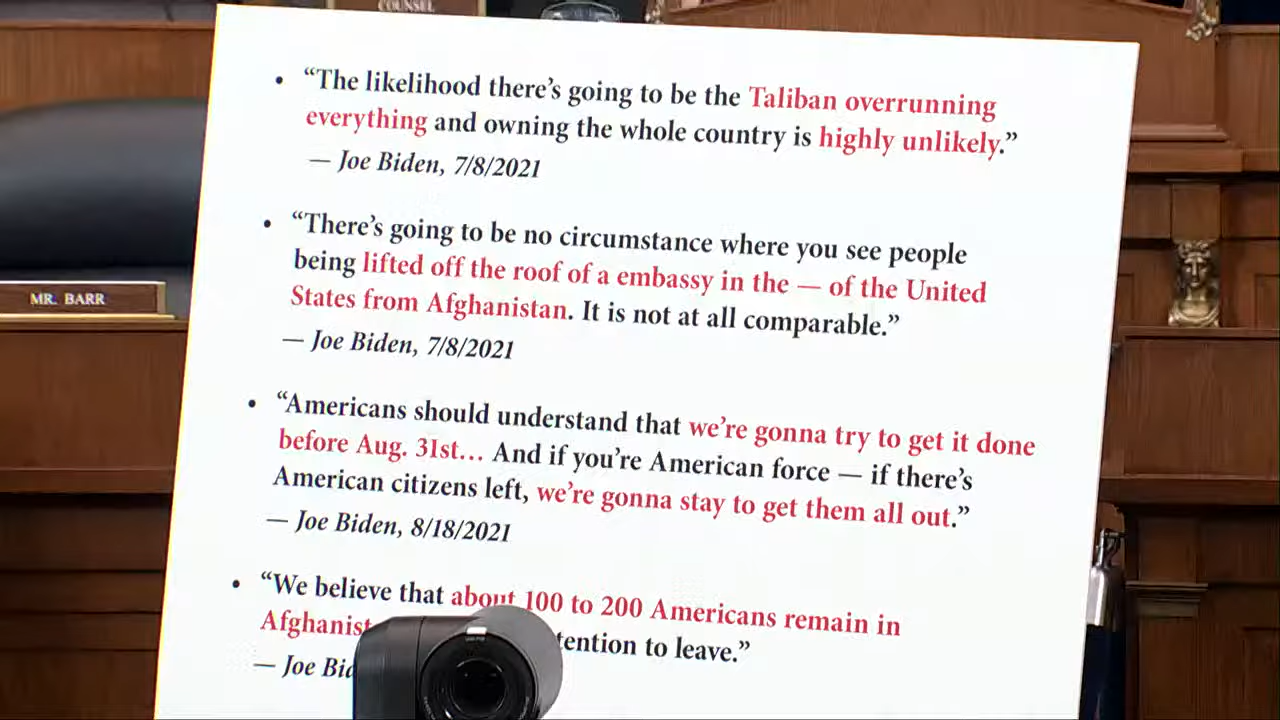 COUNSEL
• “The likelihood there’s going to be the Taliban overrunning
everything and owning the whole country is highly unlikely.”
— Joe Biden, 7/8/2021
• “There’s going to be no circumstance where you see people
being lifted off the roof of a embassy in the — of the United
States from Afghanistan. It is not at all comparable.”
— Joe Biden, 7/8/2021
MR. BARR
• “Americans should understand that we’re gonna try to get it done
before Aug. 31st… And if you’re American force — if there’s
American citizens left, we’re gonna stay to get them all out.”
— Joe Biden, 8/18/2021
• “We believe that about 100 to 200 Americans remain in
to leave.”
— Joe